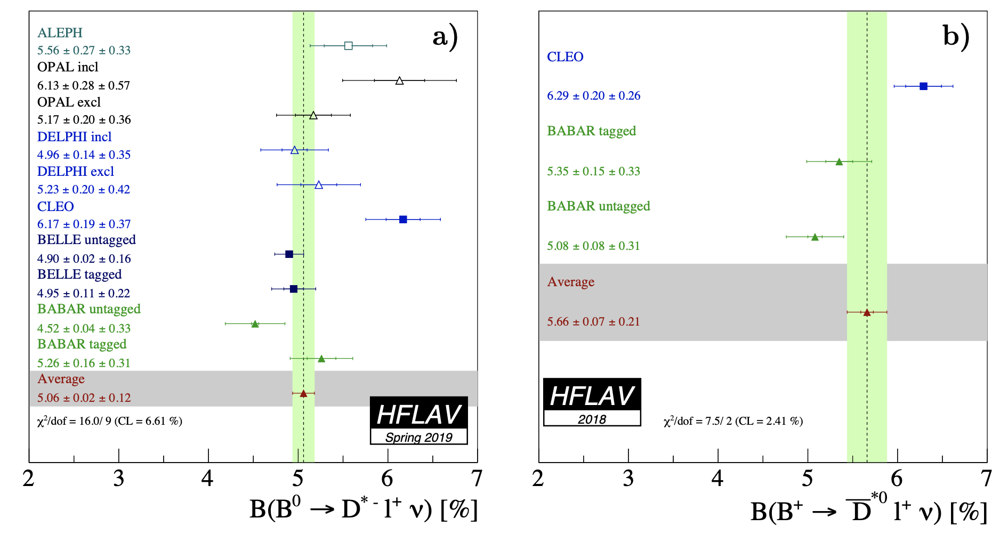 a)
ALEPH
5.56 ± 0.27 ± 0.33
OPAL incl
6.13 ± 0.28 ± 0.57
OPAL excl
5.17 ± 0.20 ± 0.36
DELPHI incl
4.96 ± 0.14 ± 0.35
DELPHI excl
5.23 ± 0.20 ± 0.42
CLEO
6.17 ± 0.19 ± 0.37
BELLE untagged
4.90 ± 0.02 ± 0.16
BELLE tagged
4.95 ± 0.11 ± 0.22
BABAR untagged
4.52 ± 0.04 ± 0.33
BABAR tagged
5.26 ± 0.16 ± 0.31
Average
5.06 ± 0.02 ± 0.12
HFLAV
Spring 2019
χ²/dof = 16.0/ 9 (CL = 6.61 %)
2 3 4 5 6 7
B(B⁰ → D*⁻ l⁺ ν) [%]
b)
CLEO
6.29 ± 0.20 ± 0.26
BABAR tagged
5.35 ± 0.15 ± 0.33
BABAR untagged
5.08 ± 0.08 ± 0.31
Average
5.66 ± 0.07 ± 0.21
HFLAV
2018
χ²/dof = 7.5/ 2 (CL = 2.41 %)
2 3 4 5 6 7
B(B⁺ → D̅*⁰ l⁺ ν) [%]